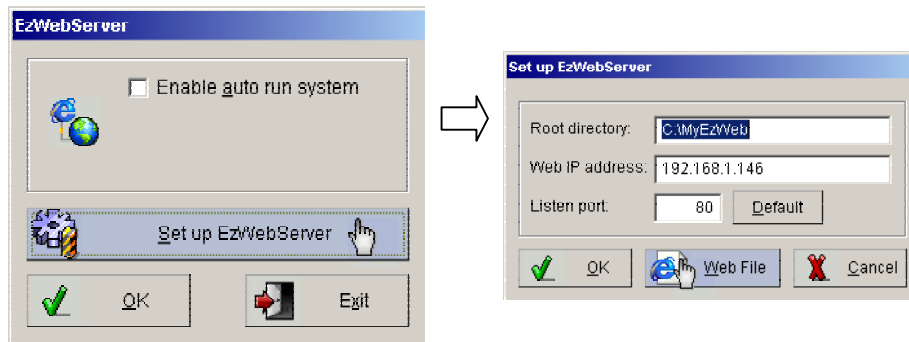 EzWebServer
Enable auto run system
Set up EzWebServer
OK
Exit
Set up EzWebServer
Root directory: C:\MyEzWeb
Web IP address: 192.168.1.146
Listen port: 80 Default
OK
Web File
Cancel